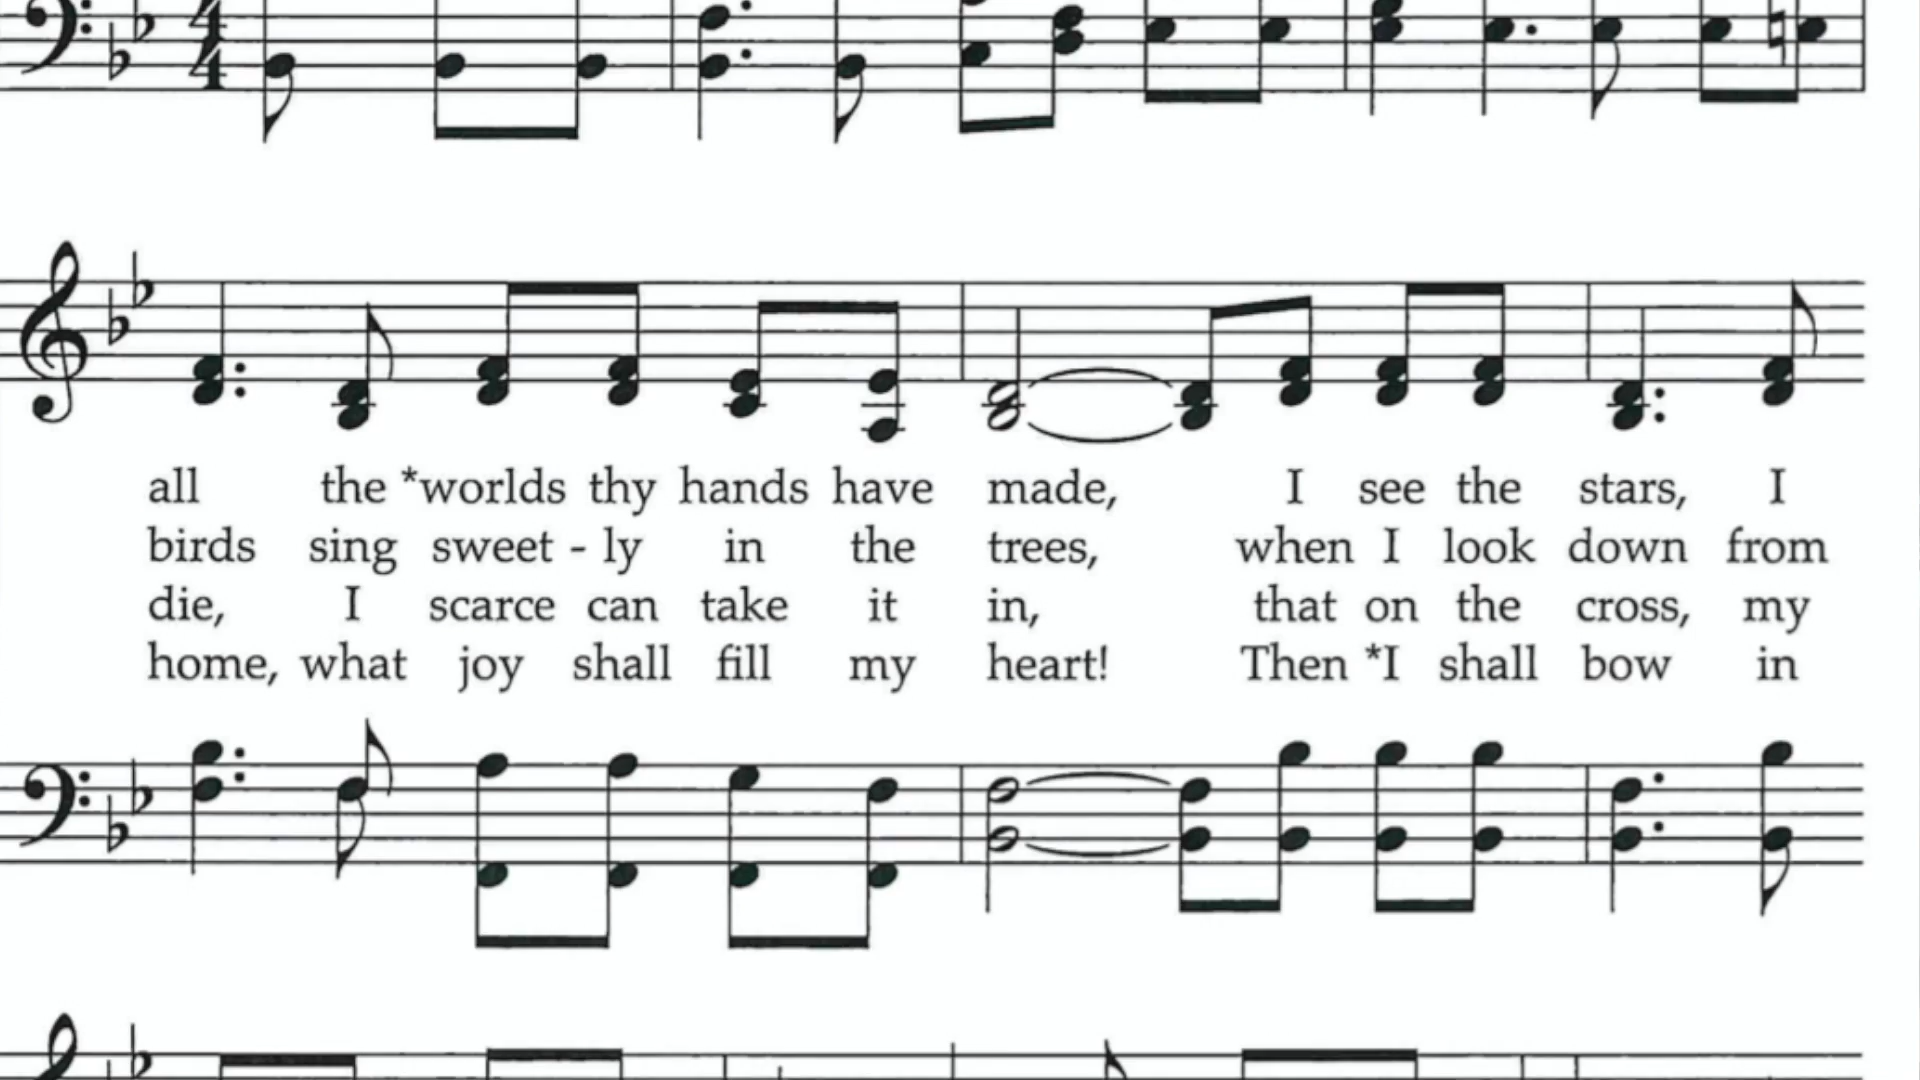 4
4
all the *worlds thy hands have made, I see the stars, I
birds sing sweet - ly in the trees, when I look down from
die, I scarce can take it in, that on the cross, my
home, what joy shall fill my heart! Then *I shall bow in